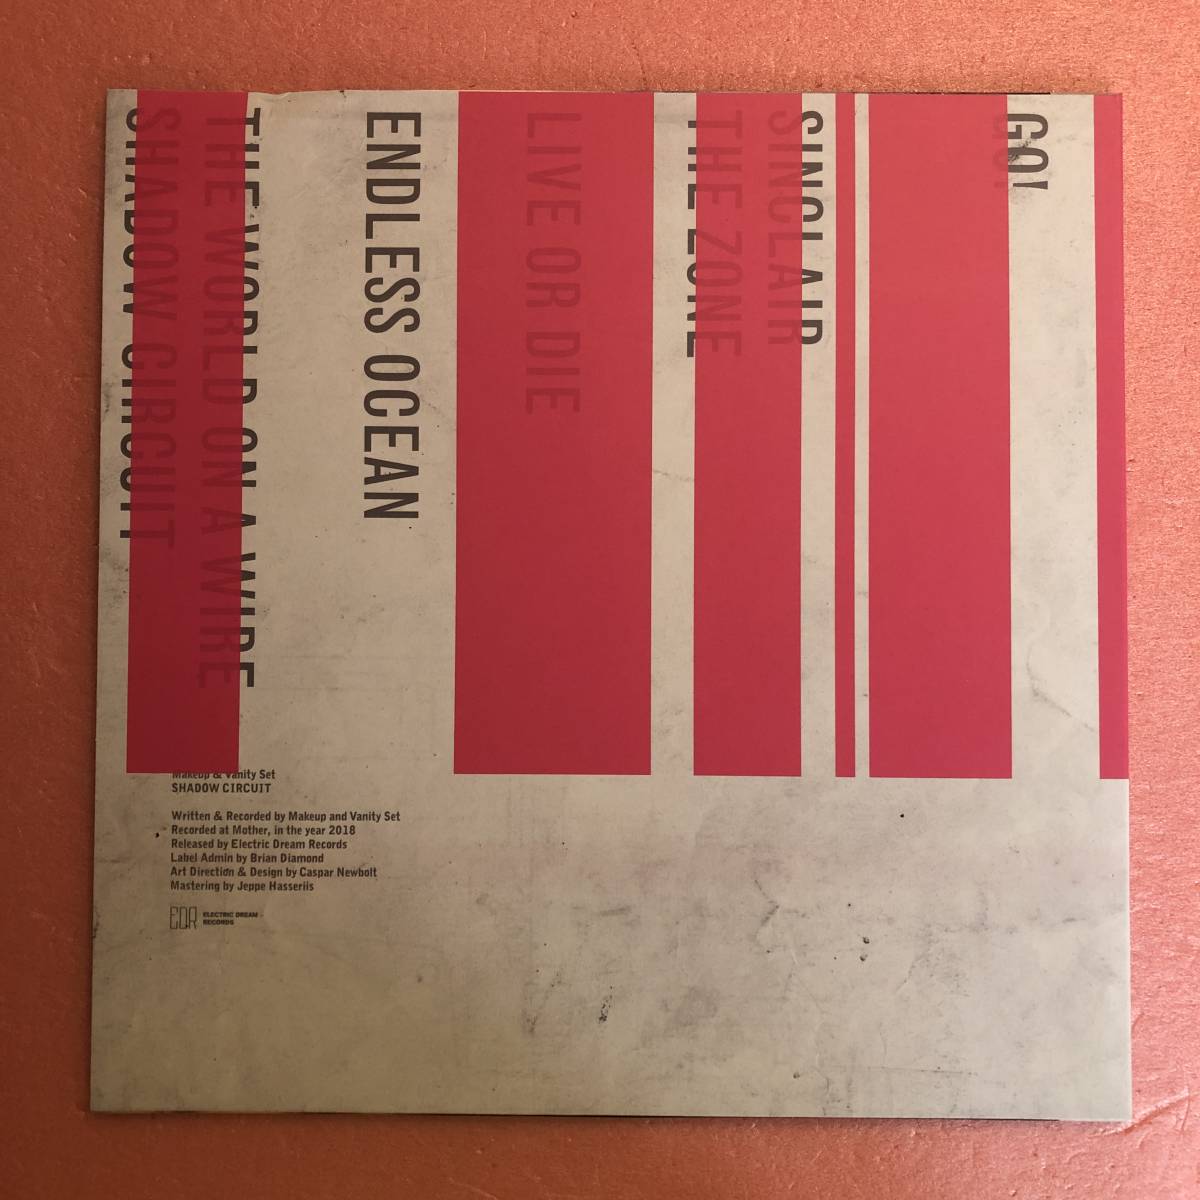 GO!
SINCLAIR
THE ZONE
LIVE OR DIE
ENDLESS OCEAN
THE WORLD ON A WIRE
SHADOW CIRCUIT
Makeup & Vanity Set
SHADOW CIRCUIT
Written & Recorded by Makeup and Vanity Set
Recorded at Mother, in the year 2018
Released by Electric Dream Records
Label Admin by Brian Diamond
Art Direction & Design by Caspar Newbolt
Mastering by Jeppe Hasseriis
EDR ELECTRIC DREAM
RECORDS